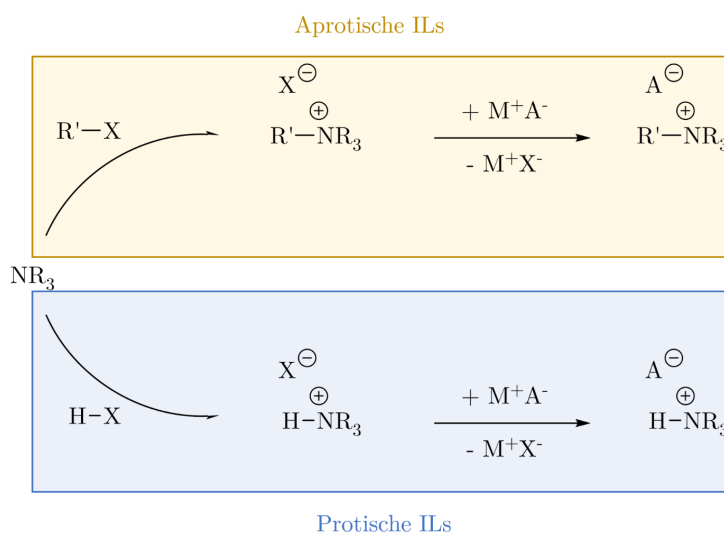 Aprotische ILs
X⊖
R'—X
⊕
R'—NR₃
+ M⁺A⁻
- M⁺X⁻
A⊖
⊕
R'—NR₃
NR₃
X⊖
H–X
⊕
H–NR₃
+ M⁺A⁻
- M⁺X⁻
A⊖
⊕
H–NR₃
Protische ILs